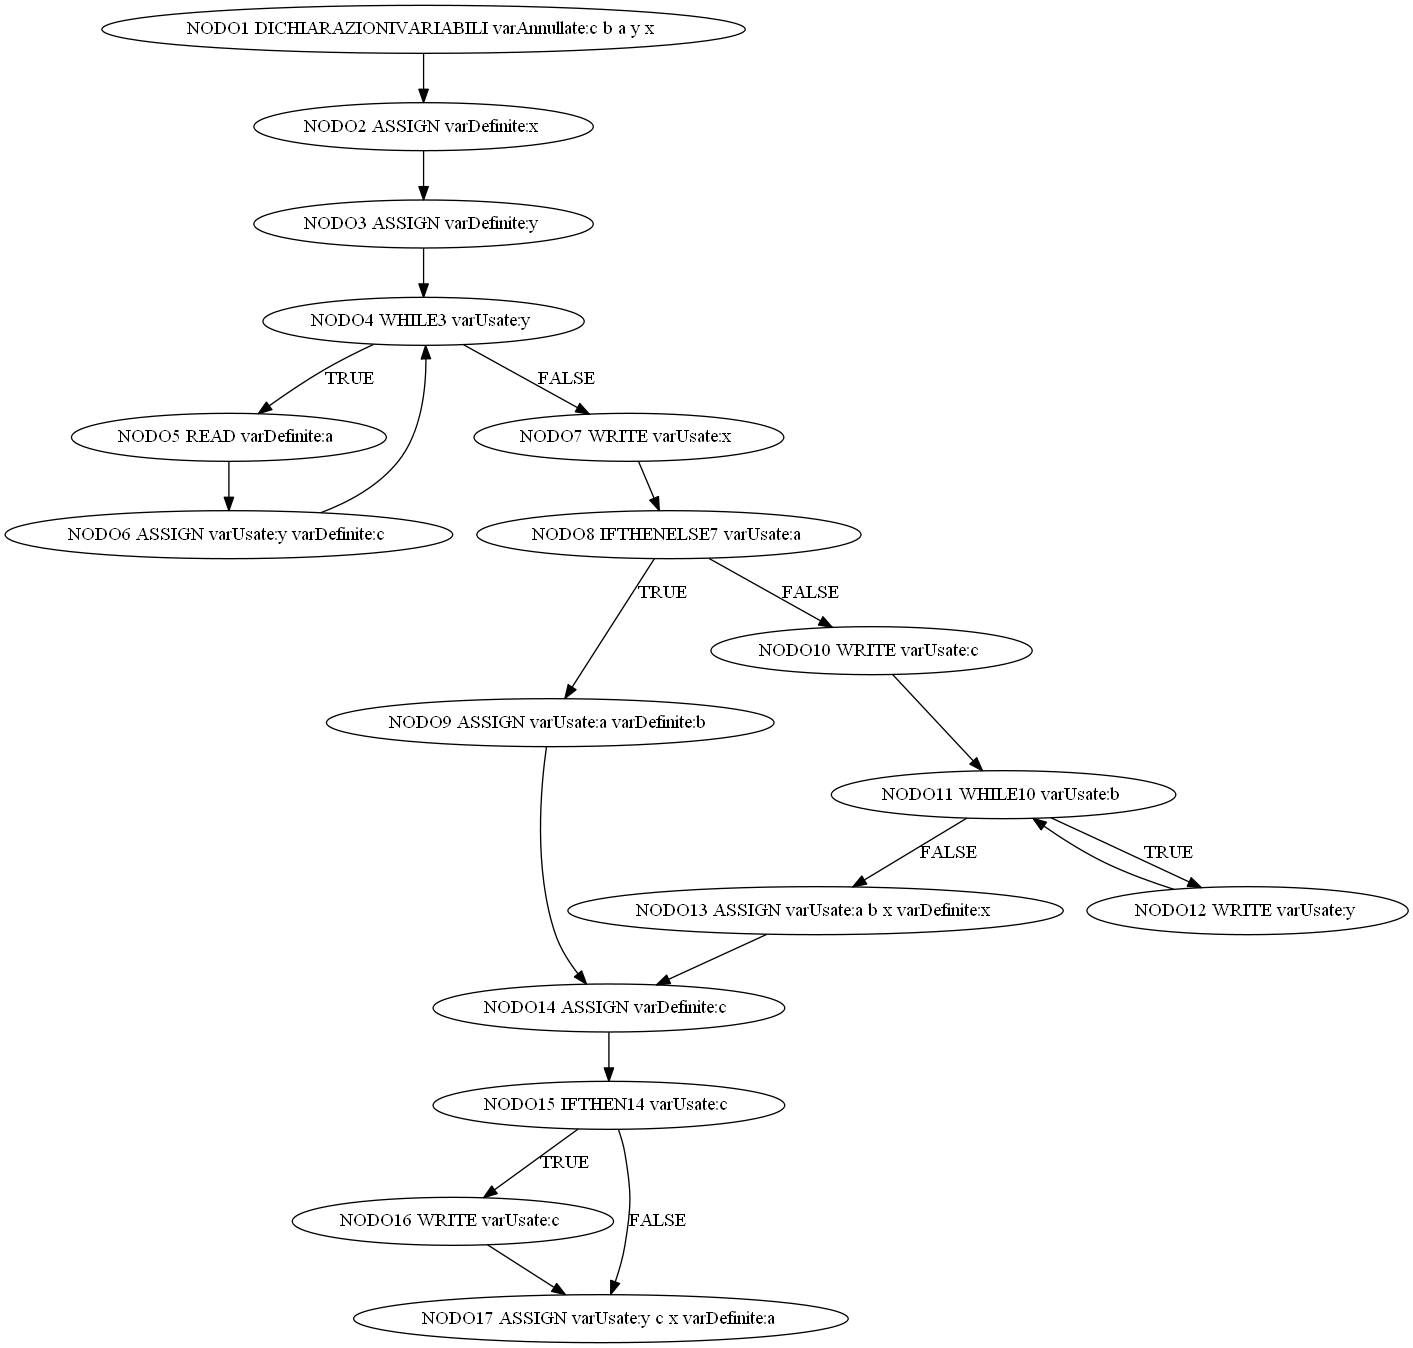 NODO1 DICHIARAZIONIVARIABILI varAnnullate:c b a y x
NODO2 ASSIGN varDefinite:x
NODO3 ASSIGN varDefinite:y
NODO4 WHILE3 varUsate:y
TRUE
FALSE
NODO5 READ varDefinite:a
NODO7 WRITE varUsate:x
NODO6 ASSIGN varUsate:y varDefinite:c
NODO8 IFTHENELSE7 varUsate:a
TRUE
FALSE
NODO10 WRITE varUsate:c
NODO9 ASSIGN varUsate:a varDefinite:b
NODO11 WHILE10 varUsate:b
FALSE
TRUE
NODO13 ASSIGN varUsate:a b x varDefinite:x
NODO12 WRITE varUsate:y
NODO14 ASSIGN varDefinite:c
NODO15 IFTHEN14 varUsate:c
TRUE
FALSE
NODO16 WRITE varUsate:c
NODO17 ASSIGN varUsate:y c x varDefinite:a